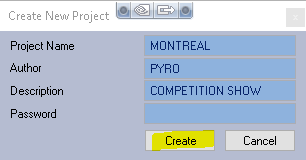 Create New Project
Project Name MONTREAL
Author PYRO
Description COMPETITION SHOW
Password
Create Cancel